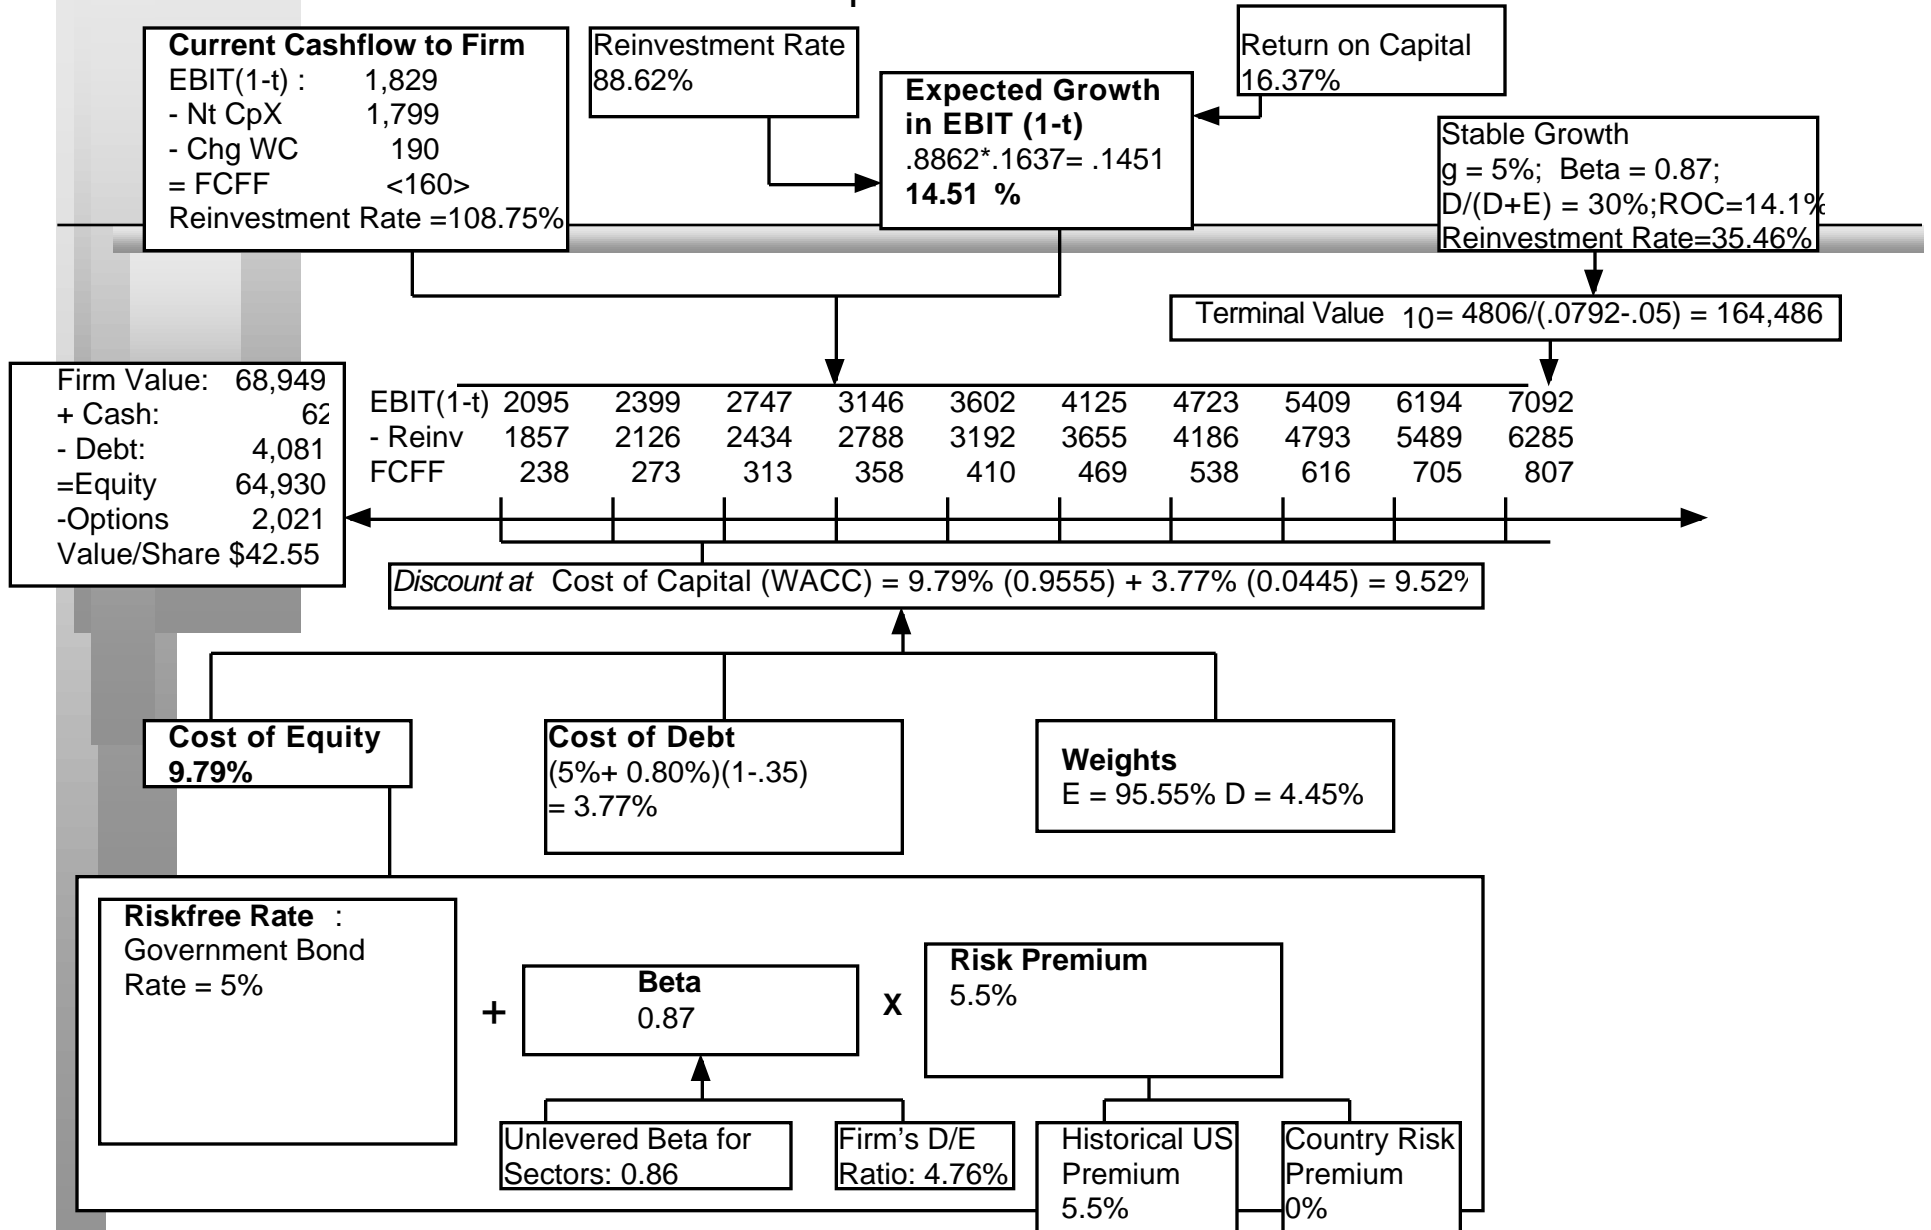 Current Cashflow to Firm
EBIT(1-t) : 1,829
- Nt CpX 1,799
- Chg WC 190
= FCFF <160>
Reinvestment Rate =108.75%
Reinvestment Rate
88.62%
Expected Growth
in EBIT (1-t)
.8862*.1637= .1451
14.51 %
Return on Capital
16.37%
Stable Growth
g = 5%; Beta = 0.87;
D/(D+E) = 30%;ROC=14.1%
Reinvestment Rate=35.46%
Terminal Value 10= 4806/(.0792-.05) = 164,486
Firm Value: 68,949
+ Cash: 62
- Debt: 4,081
=Equity 64,930
-Options 2,021
Value/Share $42.55
EBIT(1-t) 2095 2399 2747 3146 3602 4125 4723 5409 6194 7092
- Reinv 1857 2126 2434 2788 3192 3655 4186 4793 5489 6285
FCFF 238 273 313 358 410 469 538 616 705 807
Discount at Cost of Capital (WACC) = 9.79% (0.9555) + 3.77% (0.0445) = 9.52%
Cost of Equity
9.79%
Cost of Debt
(5%+ 0.80%)(1-.35)
= 3.77%
Weights
E = 95.55% D = 4.45%
Riskfree Rate :
Government Bond
Rate = 5%
+
Beta
0.87
X
Risk Premium
5.5%
Unlevered Beta for
Sectors: 0.86
Firm’s D/E
Ratio: 4.76%
Historical US
Premium
5.5%
Country Risk
Premium
0%